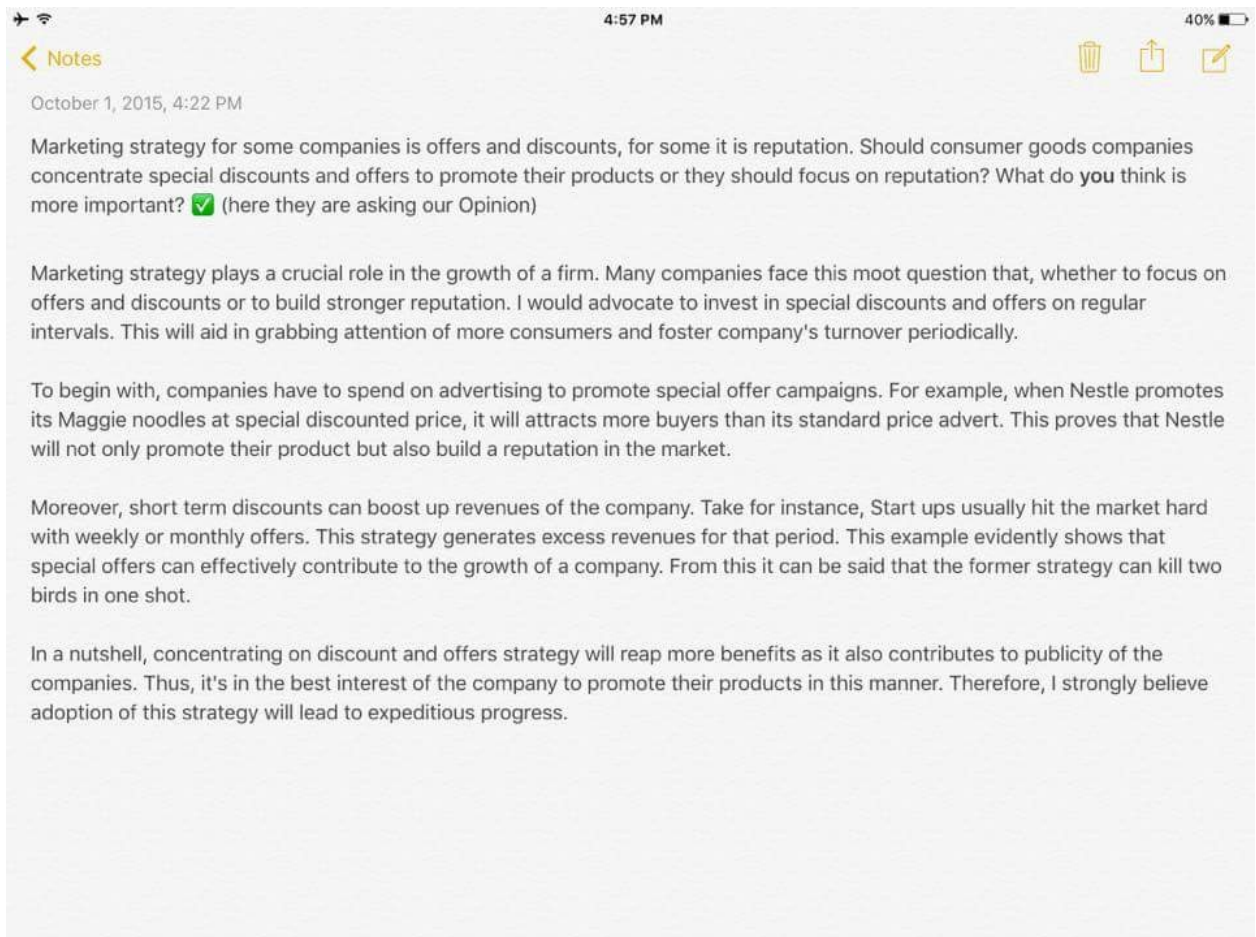 4:57 PM
40%
Notes
October 1, 2015, 4:22 PM
Marketing strategy for some companies is offers and discounts, for some it is reputation. Should consumer goods companies
concentrate special discounts and offers to promote their products or they should focus on reputation? What do you think is
more important? ✅ (here they are asking our Opinion)
Marketing strategy plays a crucial role in the growth of a firm. Many companies face this moot question that, whether to focus on
offers and discounts or to build stronger reputation. I would advocate to invest in special discounts and offers on regular
intervals. This will aid in grabbing attention of more consumers and foster company's turnover periodically.
To begin with, companies have to spend on advertising to promote special offer campaigns. For example, when Nestle promotes
its Maggie noodles at special discounted price, it will attracts more buyers than its standard price advert. This proves that Nestle
will not only promote their product but also build a reputation in the market.
Moreover, short term discounts can boost up revenues of the company. Take for instance, Start ups usually hit the market hard
with weekly or monthly offers. This strategy generates excess revenues for that period. This example evidently shows that
special offers can effectively contribute to the growth of a company. From this it can be said that the former strategy can kill two
birds in one shot.
In a nutshell, concentrating on discount and offers strategy will reap more benefits as it also contributes to publicity of the
companies. Thus, it's in the best interest of the company to promote their products in this manner. Therefore, I strongly believe
adoption of this strategy will lead to expeditious progress.